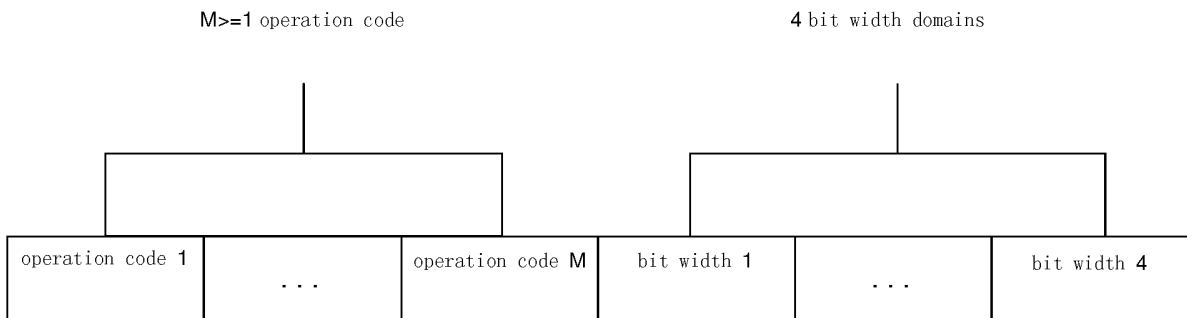 M>=1 operation code
4 bit width domains
operation code 1
...
operation code M
bit width 1
...
bit width 4